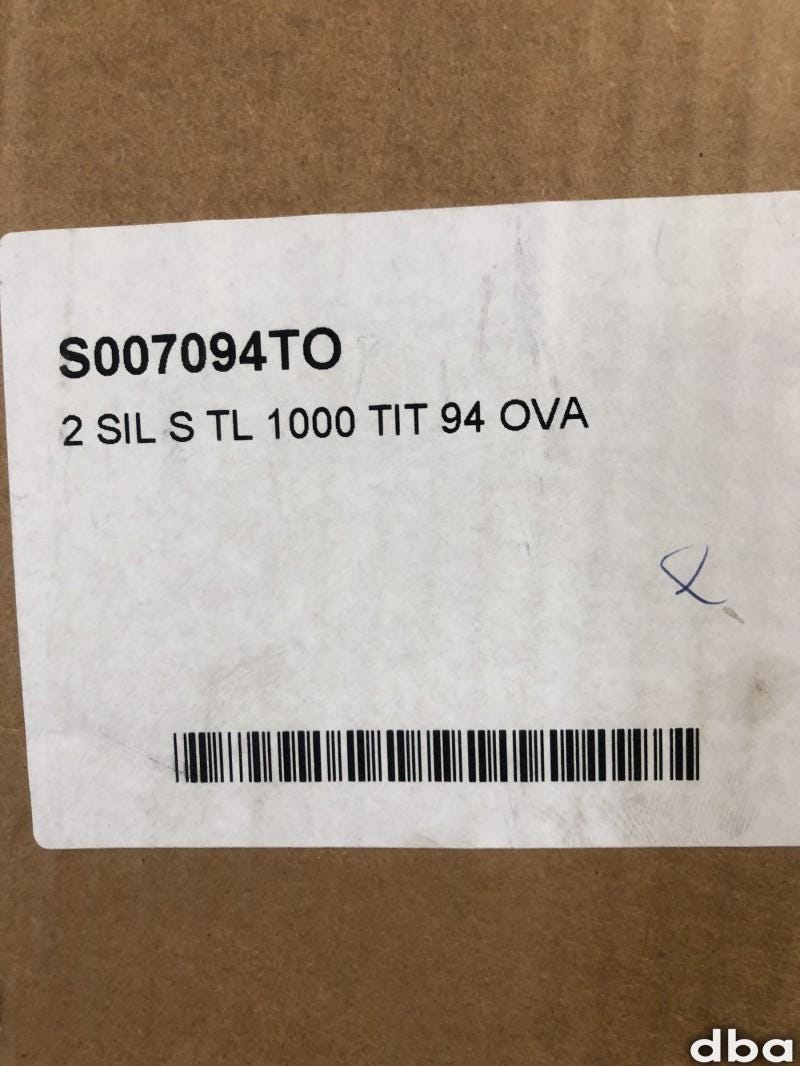 S007094TO
2 SIL S TL 1000 TIT 94 OVA
dba